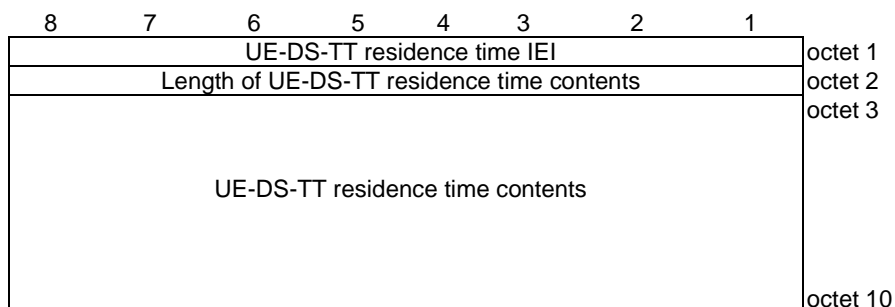 8 7 6 5 4 3 2 1
UE-DS-TT residence time IEI octet 1
Length of UE-DS-TT residence time contents octet 2
octet 3
UE-DS-TT residence time contents
octet 10